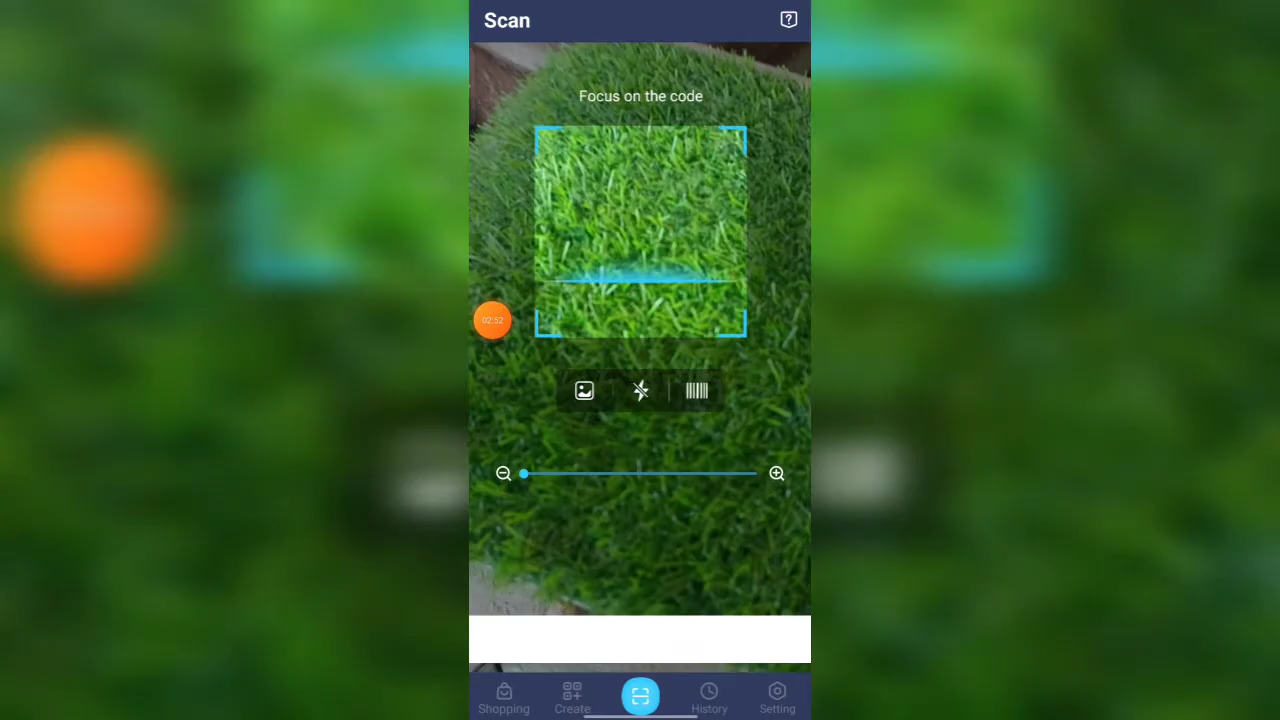 Scan
Focus on the code
02:52
Shopping
Create
History
Setting